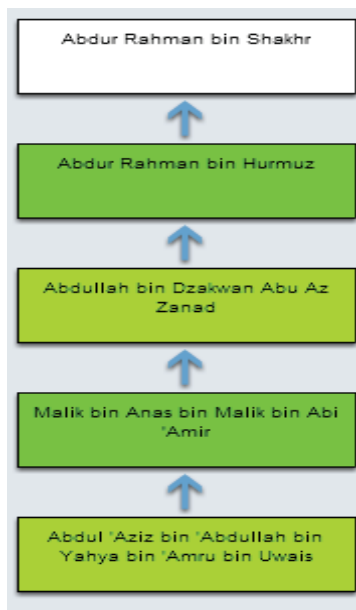 Abdur Rahman bin Shakhr
Abdur Rahman bin Hurmuz
Abdullah bin Dzakwan Abu Az
Zanad
Malik bin Anas bin Malik bin Abi
'Amir
Abdul 'Aziz bin 'Abdullah bin
Yahya bin 'Amru bin Uwais